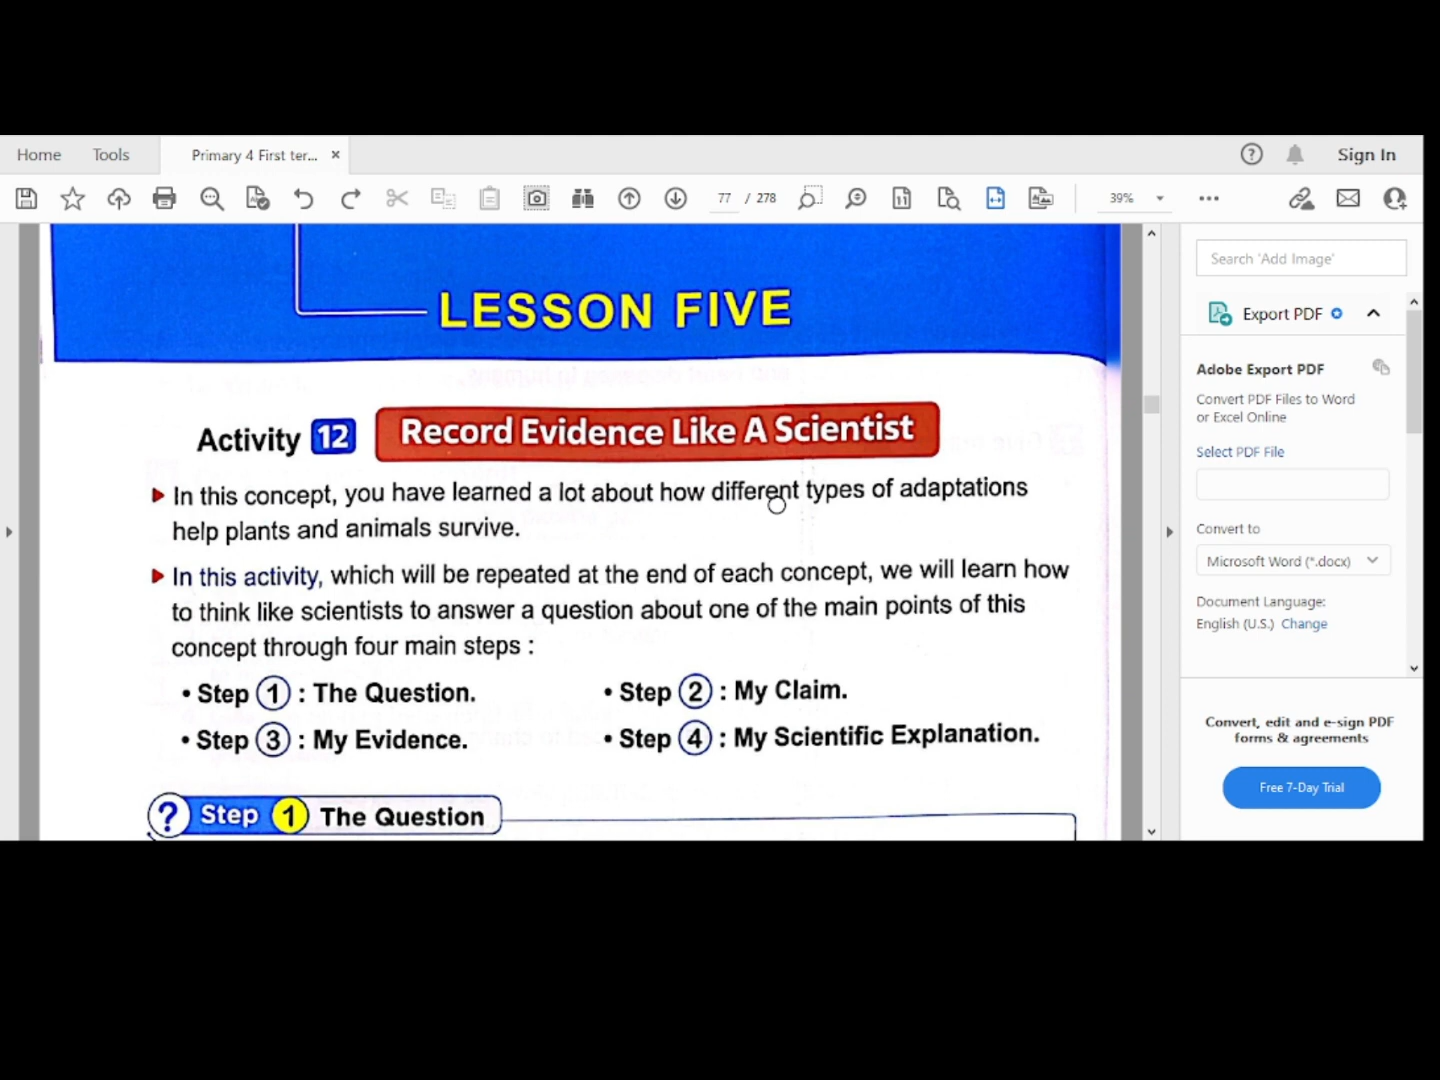 Home Tools Primary 4 First ter... × Sign In
77 / 278 39%
LESSON FIVE
Activity 12 Record Evidence Like A Scientist
In this concept, you have learned a lot about how different types of adaptations
help plants and animals survive.
In this activity, which will be repeated at the end of each concept, we will learn how
to think like scientists to answer a question about one of the main points of this
concept through four main steps :
• Step 1 : The Question.
• Step 2 : My Claim.
• Step 3 : My Evidence.
• Step 4 : My Scientific Explanation.
? Step 1 The Question
Search 'Add Image'
Export PDF
Adobe Export PDF
Convert PDF Files to Word
or Excel Online
Select PDF File
Convert to
Microsoft Word (*.docx)
Document Language:
English (U.S.) Change
Convert, edit and e-sign PDF
forms & agreements
Free 7-Day Trial